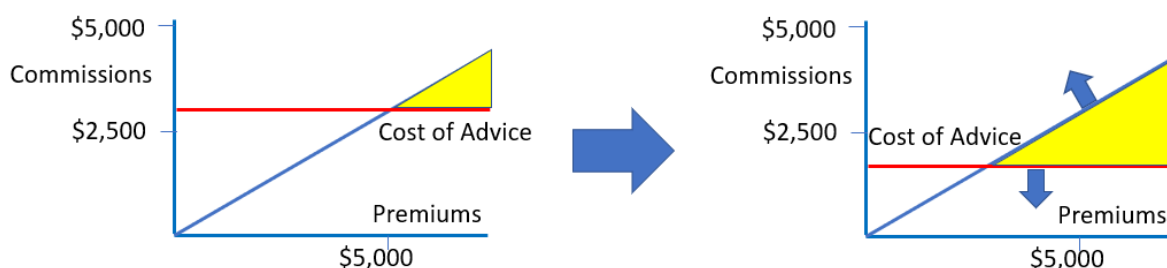 $5,000
Commissions
$2,500
Cost of Advice
Premiums
$5,000
$5,000
Commissions
$2,500
Cost of Advice
Premiums
$5,000